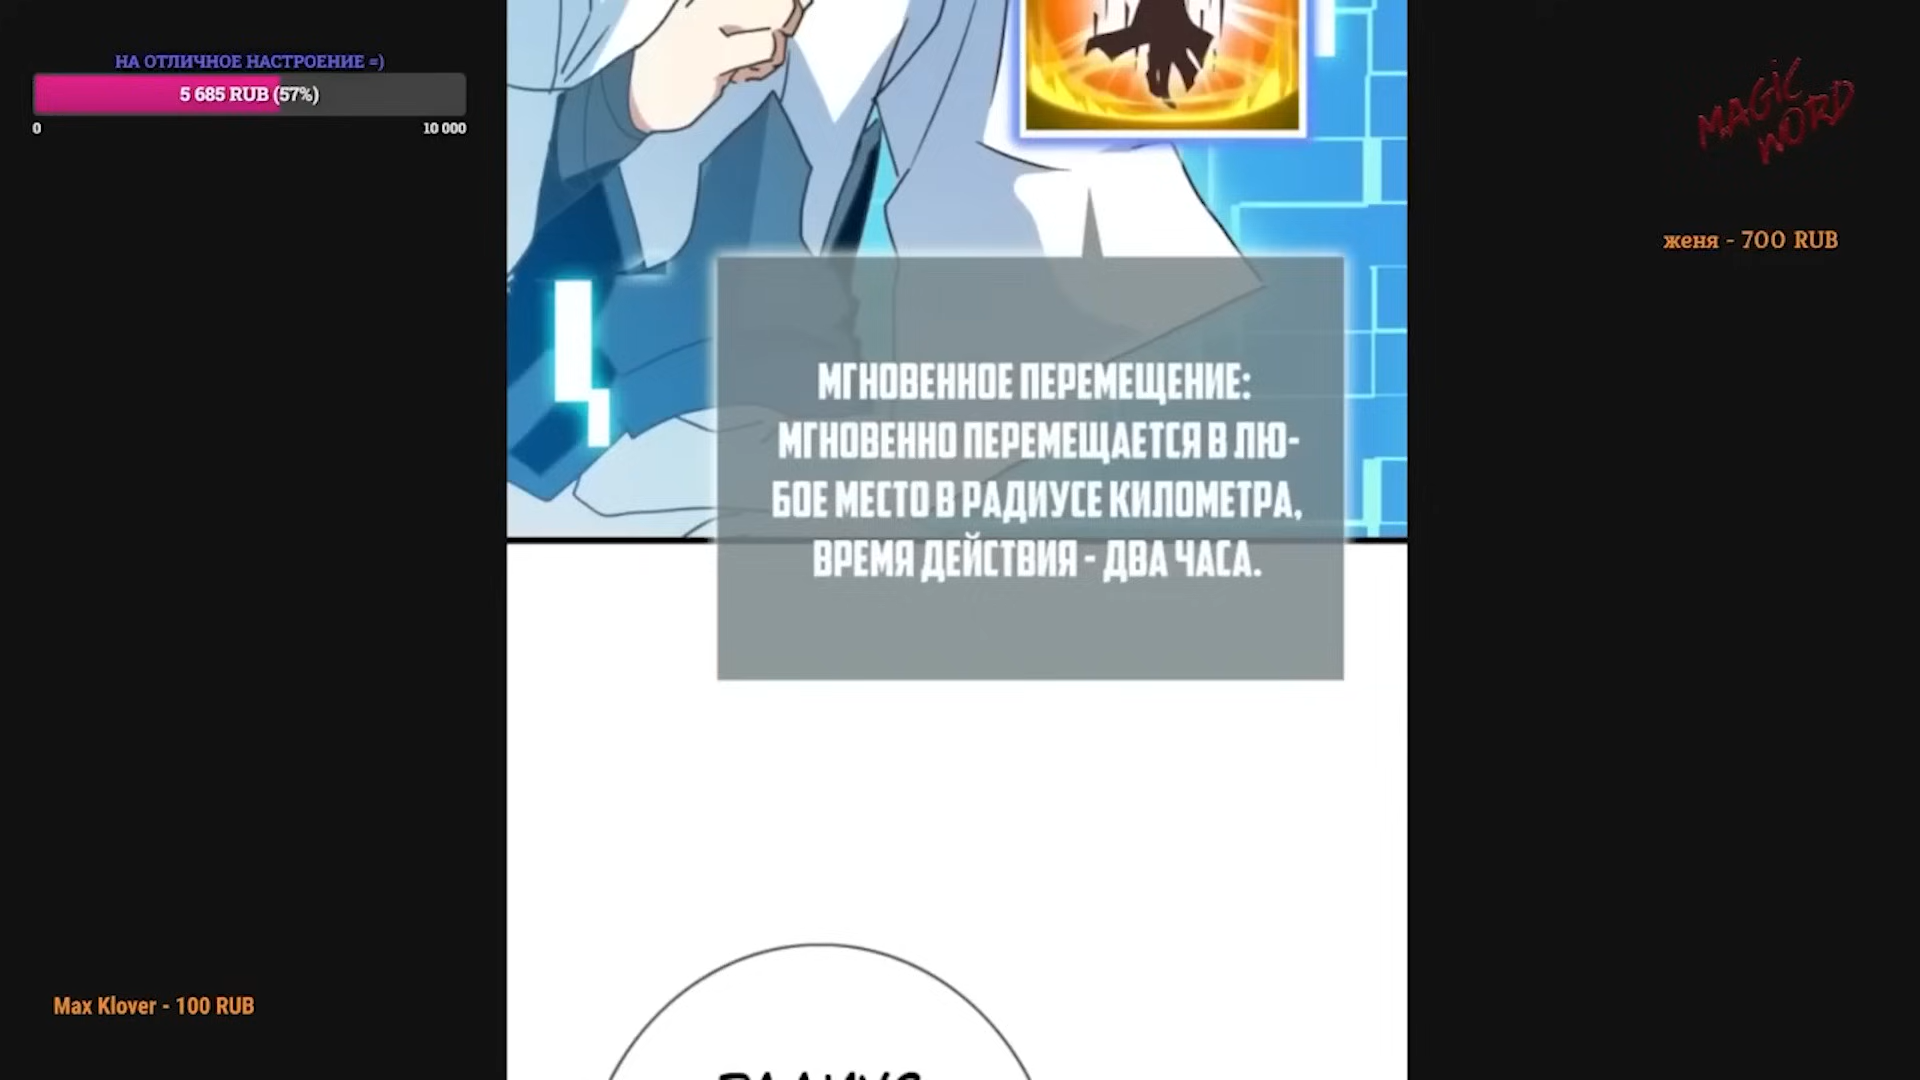 НА ОТЛИЧНОЕ НАСТРОЕНИЕ =)
5 685 RUB (57%)
0
10 000
MAGIC
WORD
женя - 700 RUB
МГНОВЕННОЕ ПЕРЕМЕЩЕНИЕ:
МГНОВЕННО ПЕРЕМЕЩАЕТСЯ В ЛЮ-
БОЕ МЕСТО В РАДИУСЕ КИЛОМЕТРА,
ВРЕМЯ ДЕЙСТВИЯ - ДВА ЧАСА.
Max Klover - 100 RUB